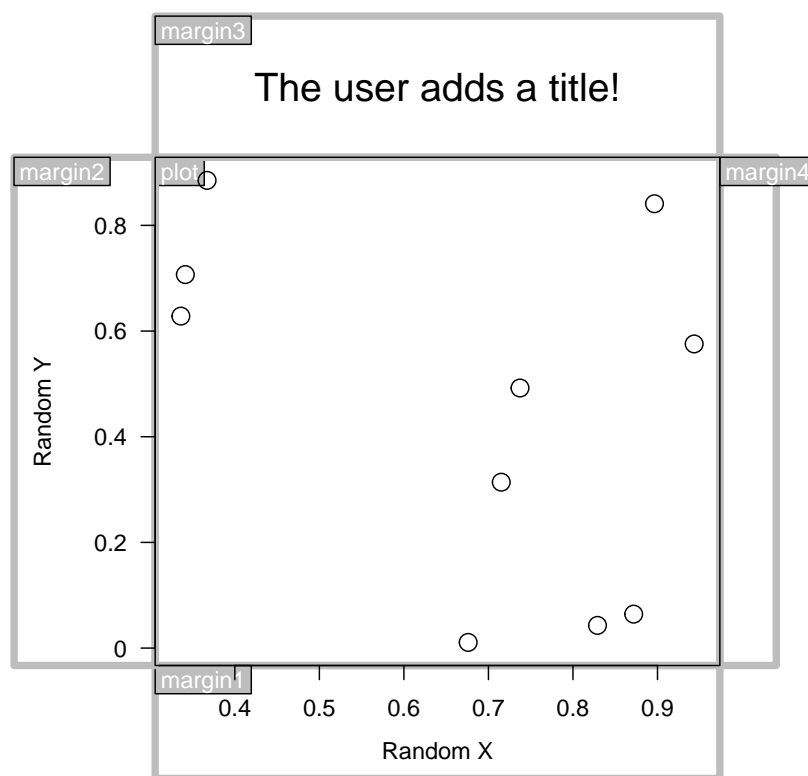 margin3
The user adds a title!
margin2
plot
margin4
0.8
0.6
0.4
0.2
0
Random Y
margin1
0.4 0.5 0.6 0.7 0.8 0.9
Random X